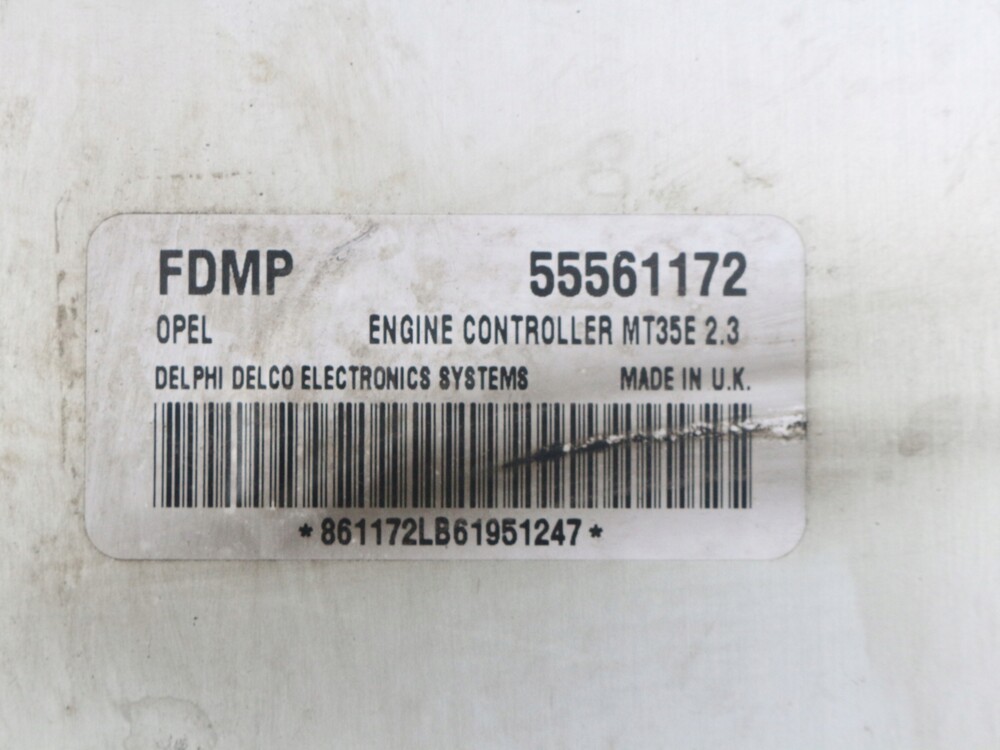 FDMP 55561172
OPEL ENGINE CONTROLLER MT35E 2.3
DELPHI DELCO ELECTRONICS SYSTEMS MADE IN U.K.
*861172LB61951247*